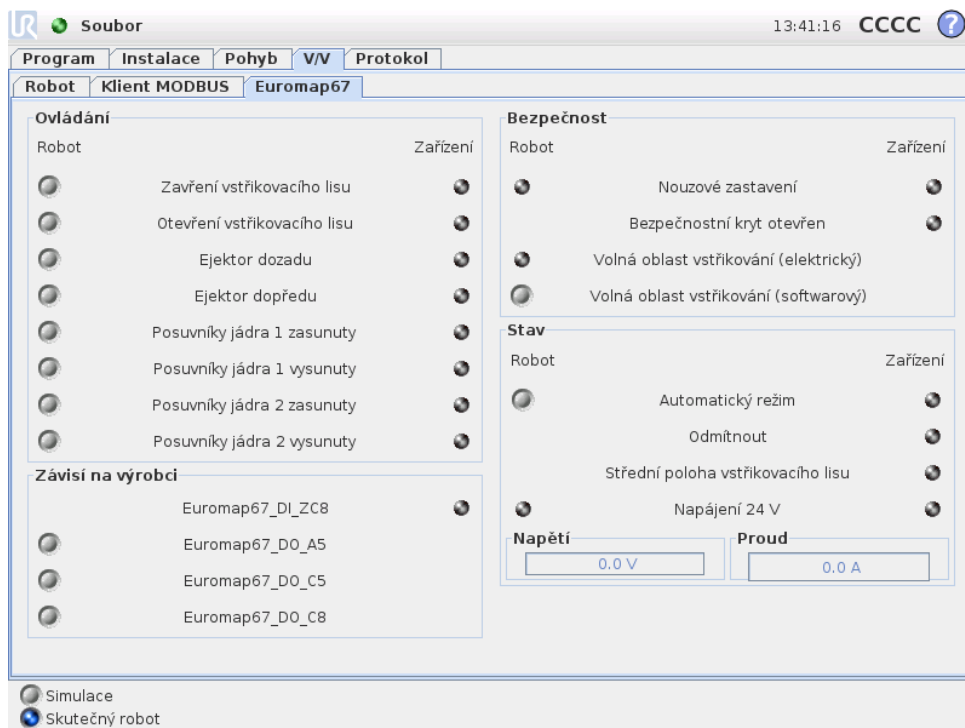 UR Soubor 13:41:16 CCCC ?
Program Instalace Pohyb V/V Protokol
Robot Klient MODBUS Euromap67
Ovládání
Robot Zařízení
Zavření vstřikovacího lisu
Otevření vstřikovacího lisu
Ejektor dozadu
Ejektor dopředu
Posuvníky jádra 1 zasunuty
Posuvníky jádra 1 vysunuty
Posuvníky jádra 2 zasunuty
Posuvníky jádra 2 vysunuty
Závisí na výrobci
Euromap67_DI_ZC8
Euromap67_DO_A5
Euromap67_DO_C5
Euromap67_DO_C8
Bezpečnost
Robot Zařízení
Nouzové zastavení
Bezpečnostní kryt otevřen
Volná oblast vstřikování (elektrický)
Volná oblast vstřikování (softwarový)
Stav
Robot Zařízení
Automatický režim
Odmítnout
Střední poloha vstřikovacího lisu
Napájení 24 V
Napětí Proud
0.0 V 0.0 A
Simulace
Skutečný robot